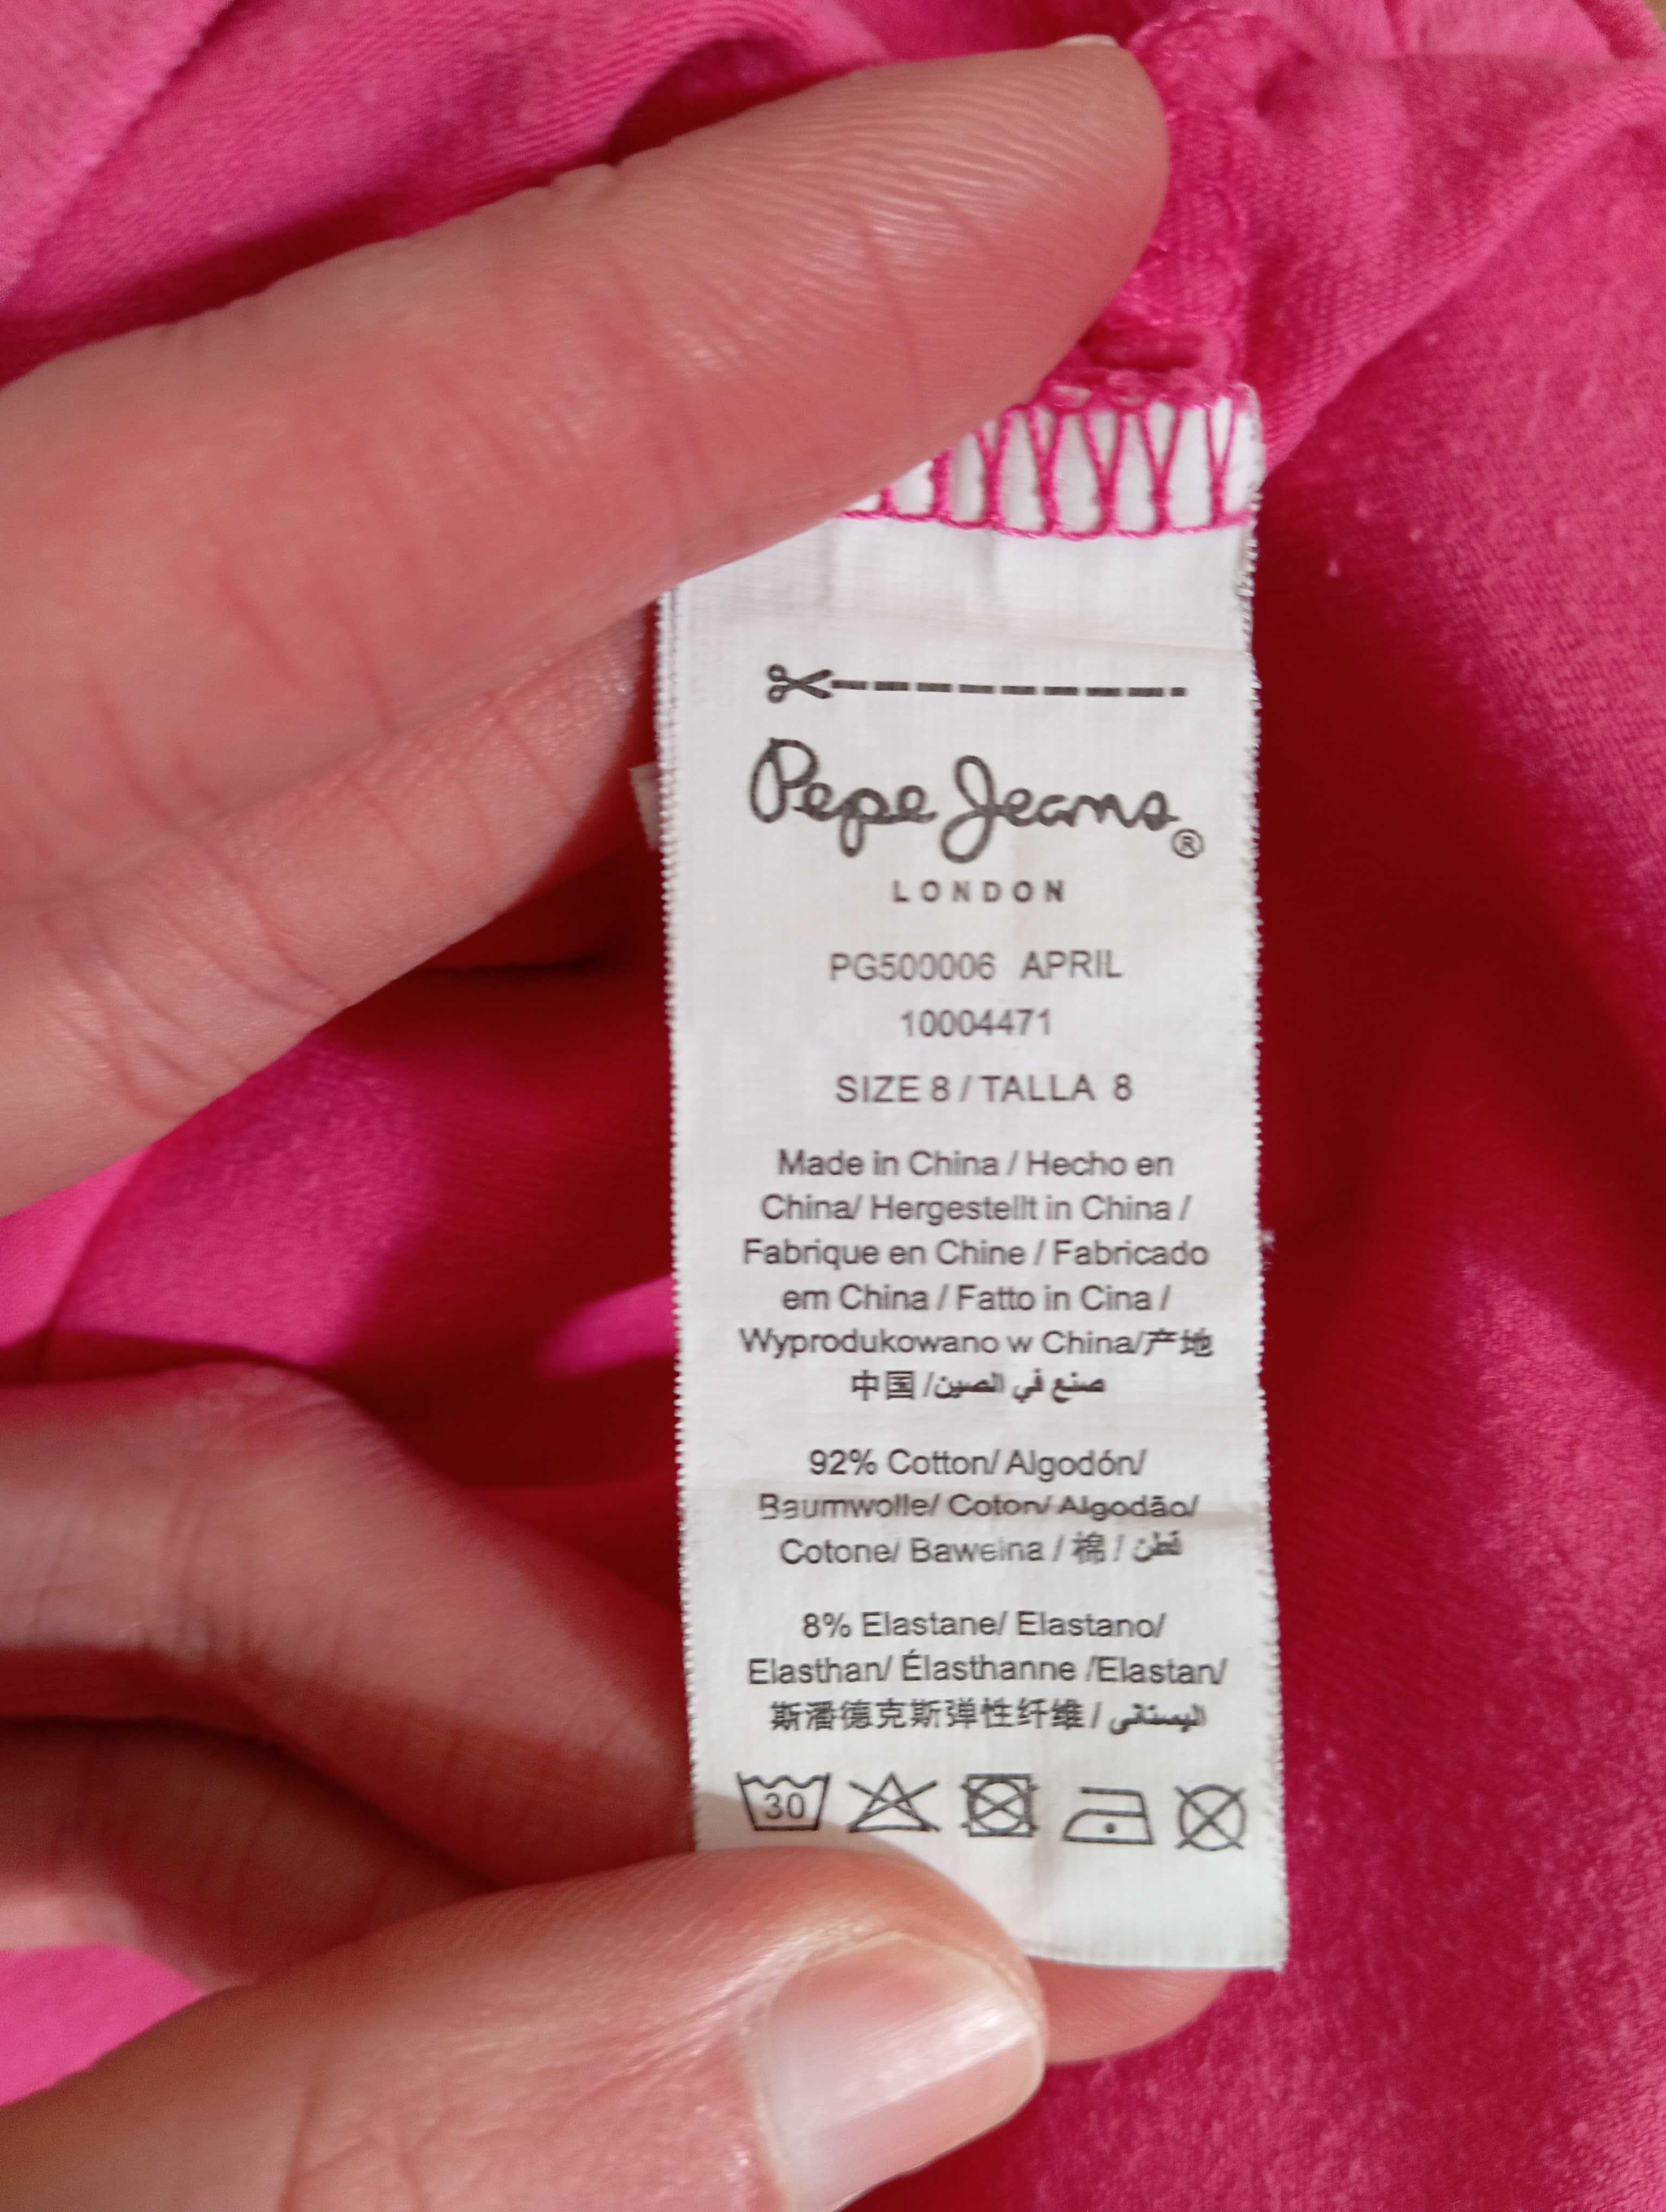 Pepe Jeans®
LONDON
PG500006 APRIL
10004471
SIZE 8 / TALLA 8
Made in China / Hecho en
China/ Hergestellt in China /
Fabrique en Chine / Fabricado
em China / Fatto in Cina /
Wyprodukowano w China/产地
中国 /صنع في الصين
92% Cotton/ Algodón/
Baumwolle/ Coton/ Algodão/
Cotone/ Bawełna / 棉 / قطن
8% Elastane/ Elastano/
Elasthan/ Élasthanne /Elastan/
斯潘德克斯弹性纤维 / اليستاني
30